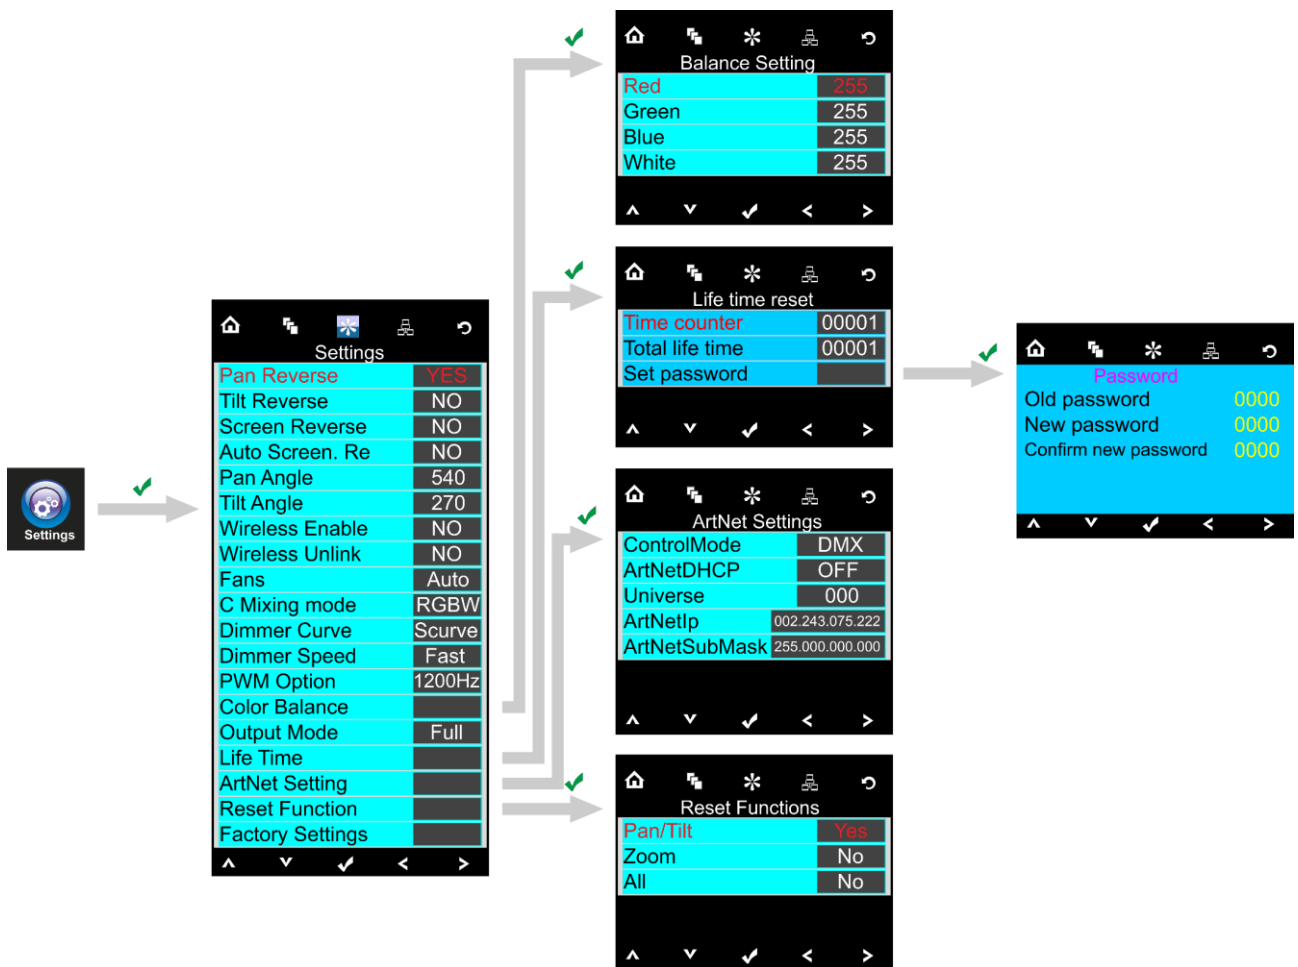 Settings
Settings
Pan Reverse YES
Tilt Reverse NO
Screen Reverse NO
Auto Screen. Re NO
Pan Angle 540
Tilt Angle 270
Wireless Enable NO
Wireless Unlink NO
Fans Auto
C Mixing mode RGBW
Dimmer Curve Scurve
Dimmer Speed Fast
PWM Option 1200Hz
Color Balance
Output Mode Full
Life Time
ArtNet Setting
Reset Function
Factory Settings
Balance Setting
Red 255
Green 255
Blue 255
White 255
Life time reset
Time counter 00001
Total life time 00001
Set password
ArtNet Settings
ControlMode DMX
ArtNetDHCP OFF
Universe 000
ArtNetIp 002.243.075.222
ArtNetSubMask 255.000.000.000
Reset Functions
Pan/Tilt Yes
Zoom No
All No
Password
Old password 0000
New password 0000
Confirm new password 0000